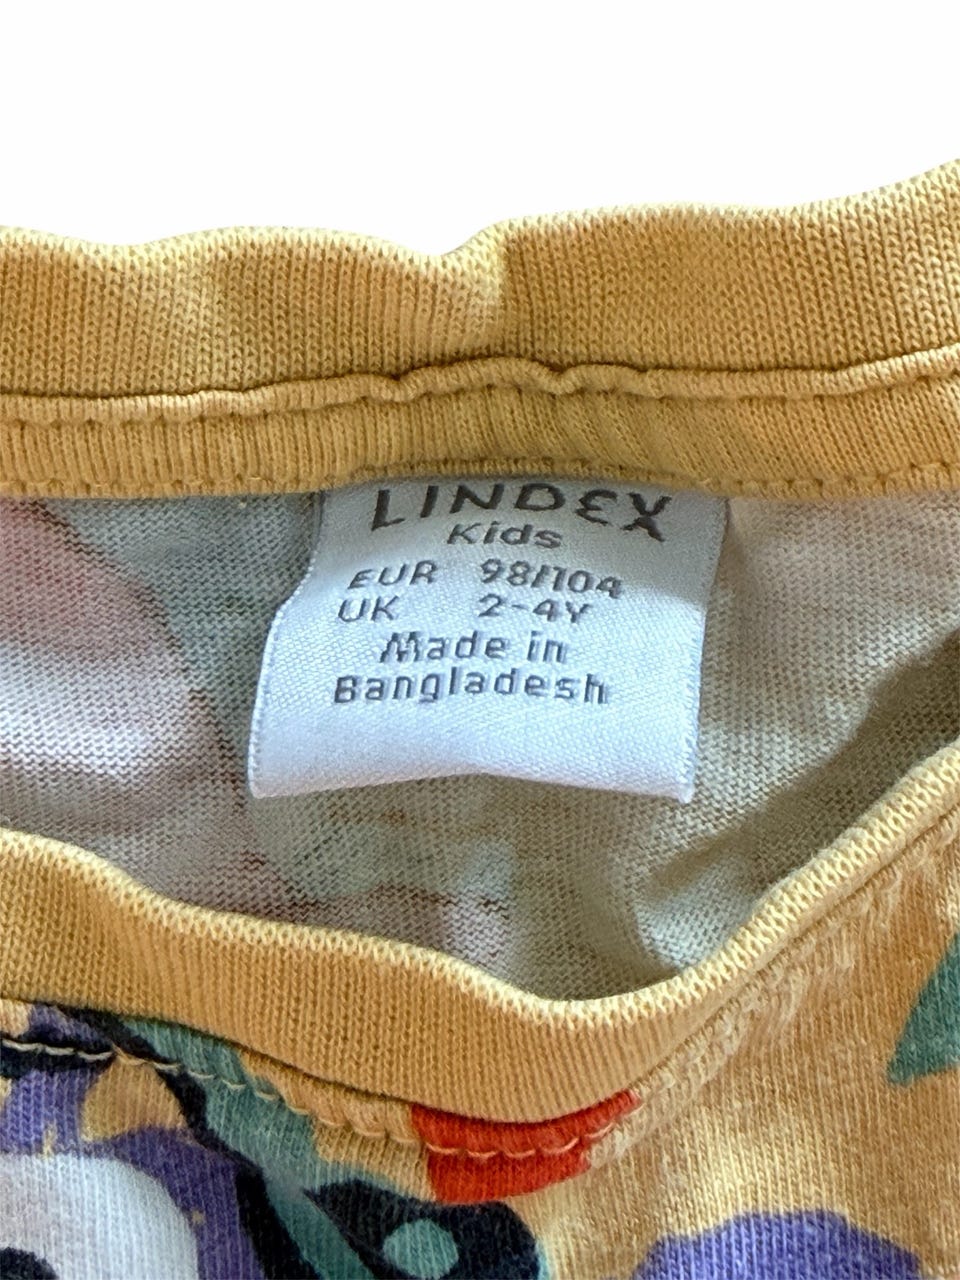 LINDEX
Kids
EUR 98/104
UK 2-4Y
Made in
Bangladesh